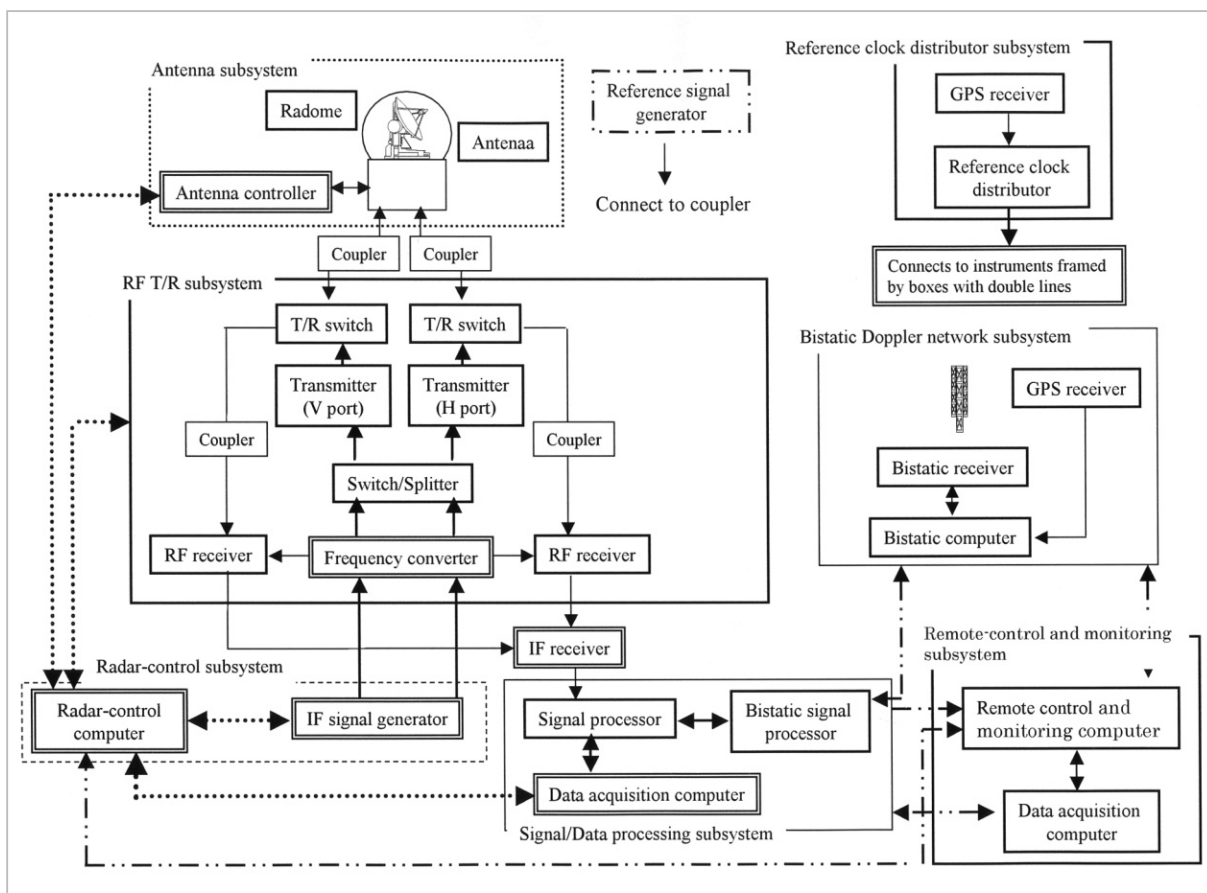 Antenna subsystem
Radome
Antenaa
Antenna controller
Reference signal
generator
Connect to coupler
Reference clock distributor subsystem
GPS receiver
Reference clock
distributor
Connects to instruments framed
by boxes with double lines
Coupler
Coupler
RF T/R subsystem
T/R switch
T/R switch
Transmitter
(V port)
Transmitter
(H port)
Coupler
Coupler
Switch/Splitter
RF receiver
Frequency converter
RF receiver
Bistatic Doppler network subsystem
GPS receiver
Bistatic receiver
Bistatic computer
IF receiver
Radar-control subsystem
Radar-control
computer
IF signal generator
Signal processor
Bistatic signal
processor
Data acquisition computer
Signal/Data processing subsystem
Remote-control and monitoring
subsystem
Remote control and
monitoring computer
Data acquisition
computer